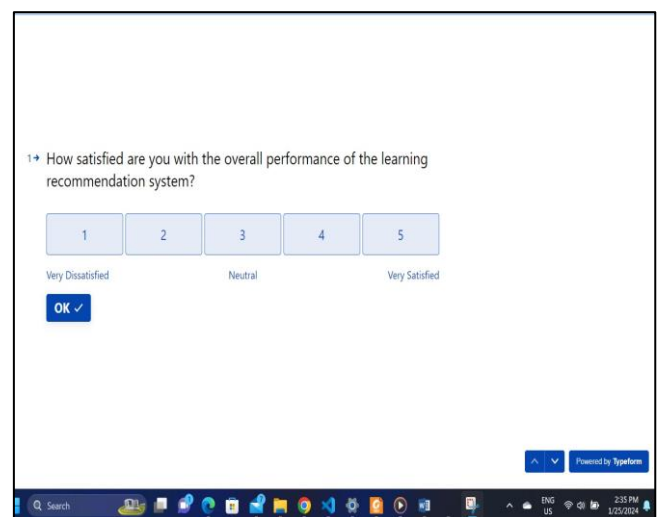 1→ How satisfied are you with the overall performance of the learning
recommendation system?
1 2 3 4 5
Very Dissatisfied Neutral Very Satisfied
OK ✓
Powered by Typeform
Search ENG 2:35 PM
US 1/25/2024